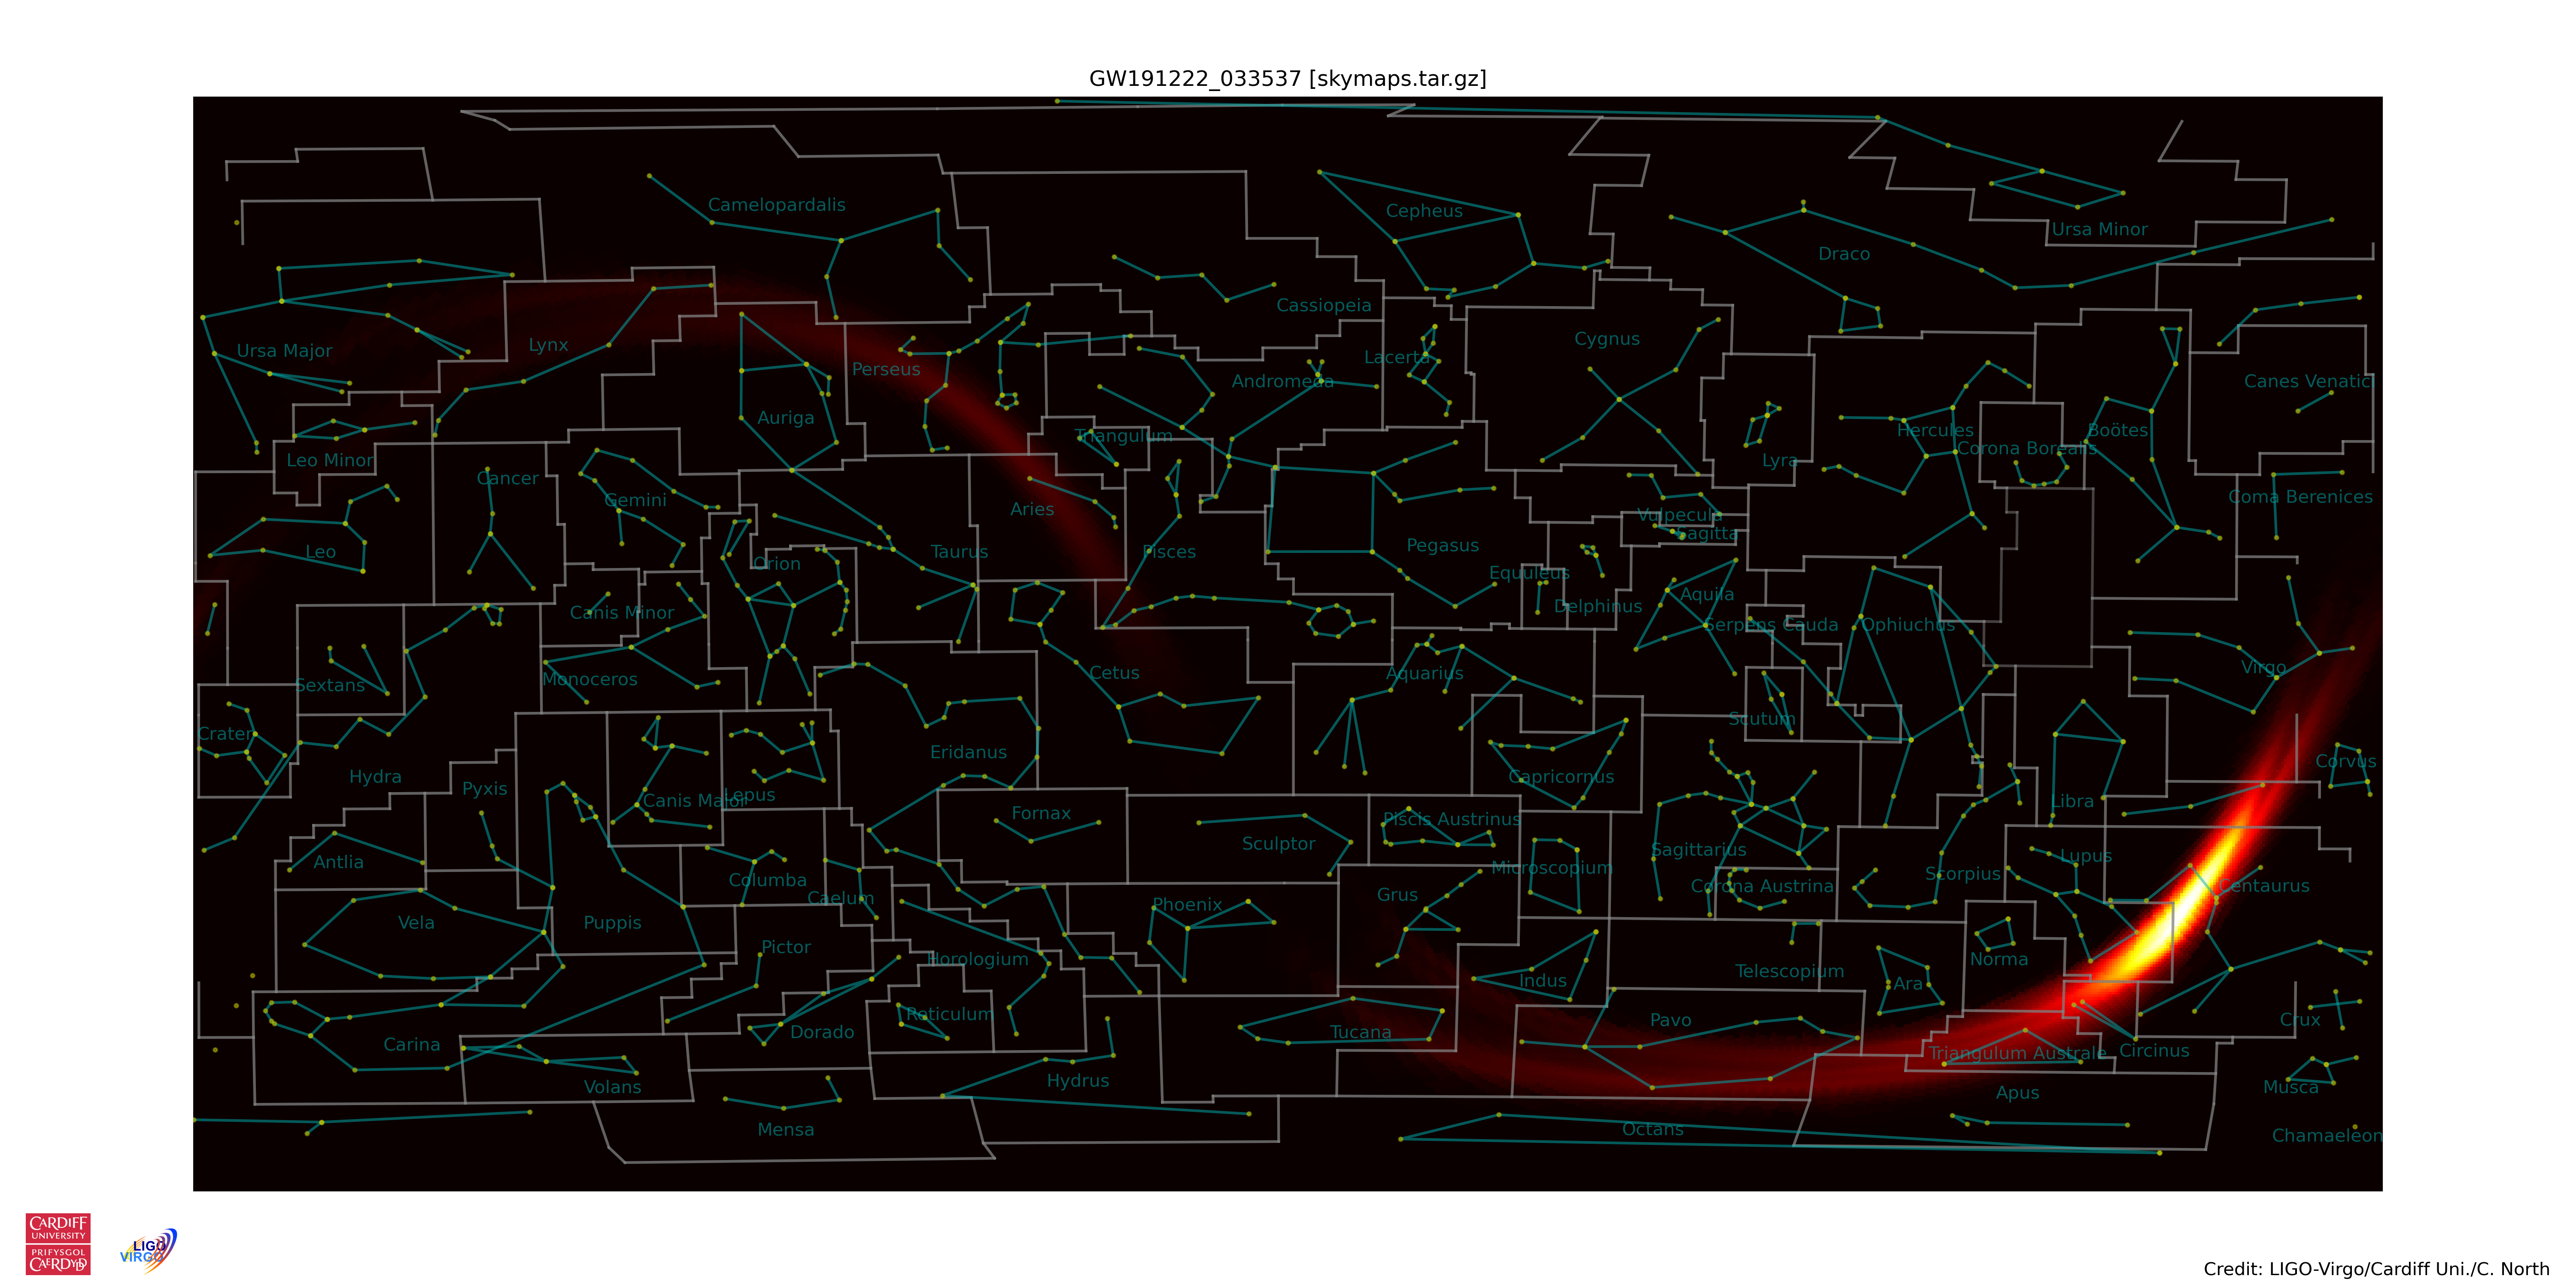 GW191222_033537 [skymaps.tar.gz]
Camelopardalis
Cepheus
Ursa Minor
Draco
Cassiopeia
Ursa Major
Lynx
Perseus
Andromeda
Lacerta
Cygnus
Canes Venatici
Auriga
Triangulum
Hercules
Corona Borealis
Boötes
Leo Minor
Lyra
Cancer
Gemini
Coma Berenices
Aries
Vulpecula
Sagitta
Leo
Orion
Taurus
Pisces
Pegasus
Equuleus
Delphinus
Aquila
Canis Minor
Serpens Cauda
Ophiuchus
Sextans
Monoceros
Cetus
Aquarius
Virgo
Scutum
Crater
Eridanus
Hydra
Pyxis
Capricornus
Corvus
Canis Major
Lepus
Fornax
Libra
Piscis Austrinus
Sculptor
Antlia
Sagittarius
Lupus
Microscopium
Columba
Caelum
Grus
Corona Austrina
Scorpius
Centaurus
Phoenix
Vela
Puppis
Pictor
Horologium
Indus
Telescopium
Norma
Ara
Reticulum
Dorado
Tucana
Pavo
Crux
Carina
Triangulum Australe
Circinus
Volans
Hydrus
Apus
Musca
Mensa
Octans
Chamaeleon
CARDIFF
UNIVERSITY
PRIFYSGOL
CAERDYDD
LIGO
VIRGO
Credit: LIGO-Virgo/Cardiff Uni./C. North